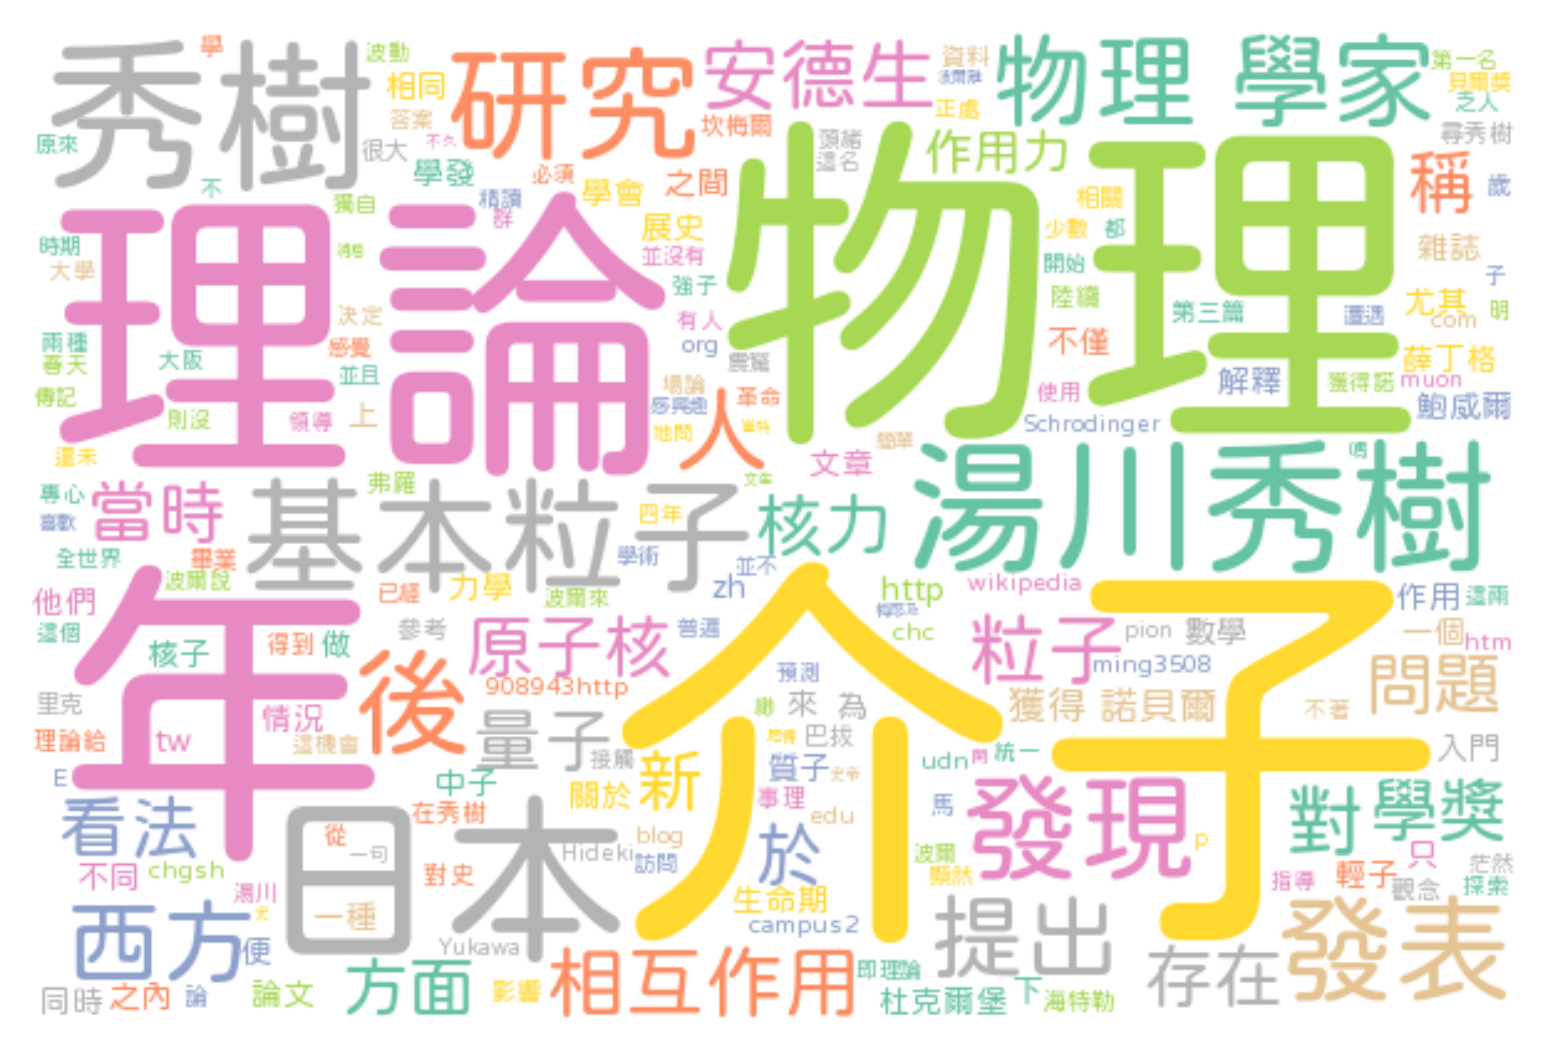 秀樹
學
波動
研究
安德生
資料
物理 學家
第一名
貝爾獎
之人
相同
答案
正處
尋秀樹
原來
很大
不久
坎梅爾
頭緒
這名
作用力
物理
稱
歲
學發
必須
學會
之間
不
獨自
精讀
群
相關
少數
都
時期
大學
理論
展史
並沒有
雜誌
開始
子
強子
陸續
尤其
com
明
第三篇
遭遇
決定
有人
org
不僅
兩種
春天
大阪
感覺
並且
震驚
薛丁格
解釋
獲得諾
muon
傳記
場論
感興趣
革命
使用
鮑威爾
則沒
領導
上
人
地問
Schrodinger
還未
簡單
文章
湯川秀樹
嗎
專心
喜歡
當時
弗羅
文集
基本粒子
四年
核力
全世界
畢業
學術
並不
波爾說
已經
力學
波爾來
zh
http
wikipedia
介子
作用
這兩
他們
這個
年
參考
原子核
普遍
chc
粒子
pion
數學
一個
htm
核子
得到
做
ming3508
里克
後
908943http
預測
獲得 諾貝爾
問題
不著
情況
量子
來 為
理論給
tw
這機會
巴拔
接觸
udn
統一
入門
E
中子
新
質子
關於
事理
發現
對
學獎
看法
在秀樹
日本
從
一句
blog
edu
馬
p
Hideki
訪問
於
波爾
顯然
只
茫然
不同
chgsh
對史
指導
輕子
觀念
探索
湯川
史
生命期
西方
便
一種
campus2
提出
發表
Yukawa
存在
同時
之內
論
論文
方面
影響
相互作用
即理論
杜克爾堡
下
海特勒